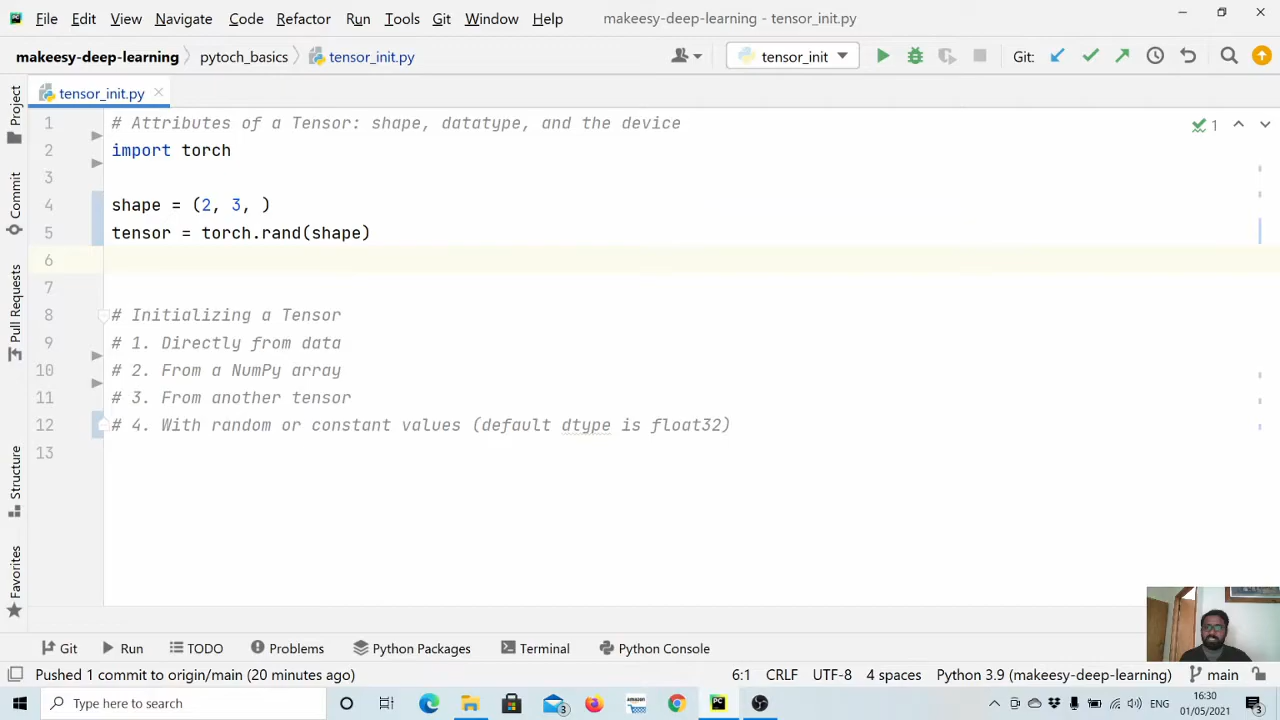 File Edit View Navigate Code Refactor Run Tools Git Window Help makeesy-deep-learning - tensor_init.py
makeesy-deep-learning pytoch_basics tensor_init.py tensor_init Git:
tensor_init.py
Project
Commit
Pull Requests
Structure
Favorites
1 # Attributes of a Tensor: shape, datatype, and the device
2 import torch
3
4 shape = (2, 3, )
5 tensor = torch.rand(shape)
6
7
8 # Initializing a Tensor
9 # 1. Directly from data
10 # 2. From a NumPy array
11 # 3. From another tensor
12 # 4. With random or constant values (default dtype is float32)
13
1
Git Run TODO Problems Python Packages Terminal Python Console
Pushed 1 commit to origin/main (20 minutes ago) 6:1 CRLF UTF-8 4 spaces Python 3.9 (makeesy-deep-learning) main
Type here to search
amazon
3
PC
ENG
16:30
01/05/2021
3